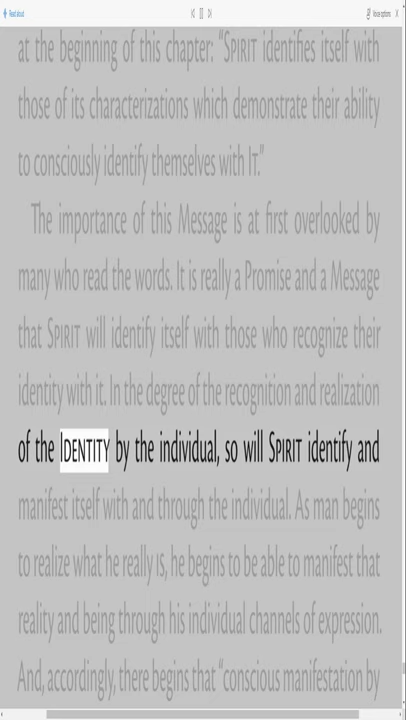 Read aloud
Voice options
at the beginning of this chapter: “SPIRIT identifies itself with
those of its characterizations which demonstrate their ability
to consciously identify themselves with IT.”
The importance of this Message is at first overlooked by
many who read the words. It is really a Promise and a Message
that SPIRIT will identify itself with those who recognize their
identity with it. In the degree of the recognition and realization
of the IDENTITY by the individual, so will SPIRIT identify and
manifest itself with and through the individual. As man begins
to realize what he really IS, he begins to be able to manifest that
reality and being through his individual channels of expression.
And, accordingly, there begins that “conscious manifestation by